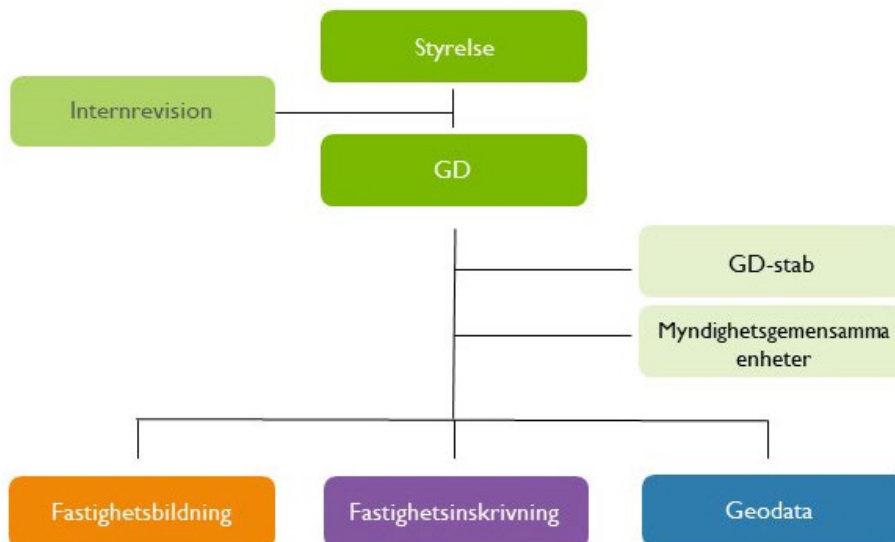 Styrelse
Internrevision
GD
GD-stab
Myndighetsgemensamma
enheter
Fastighetsbildning
Fastighetsinskrivning
Geodata